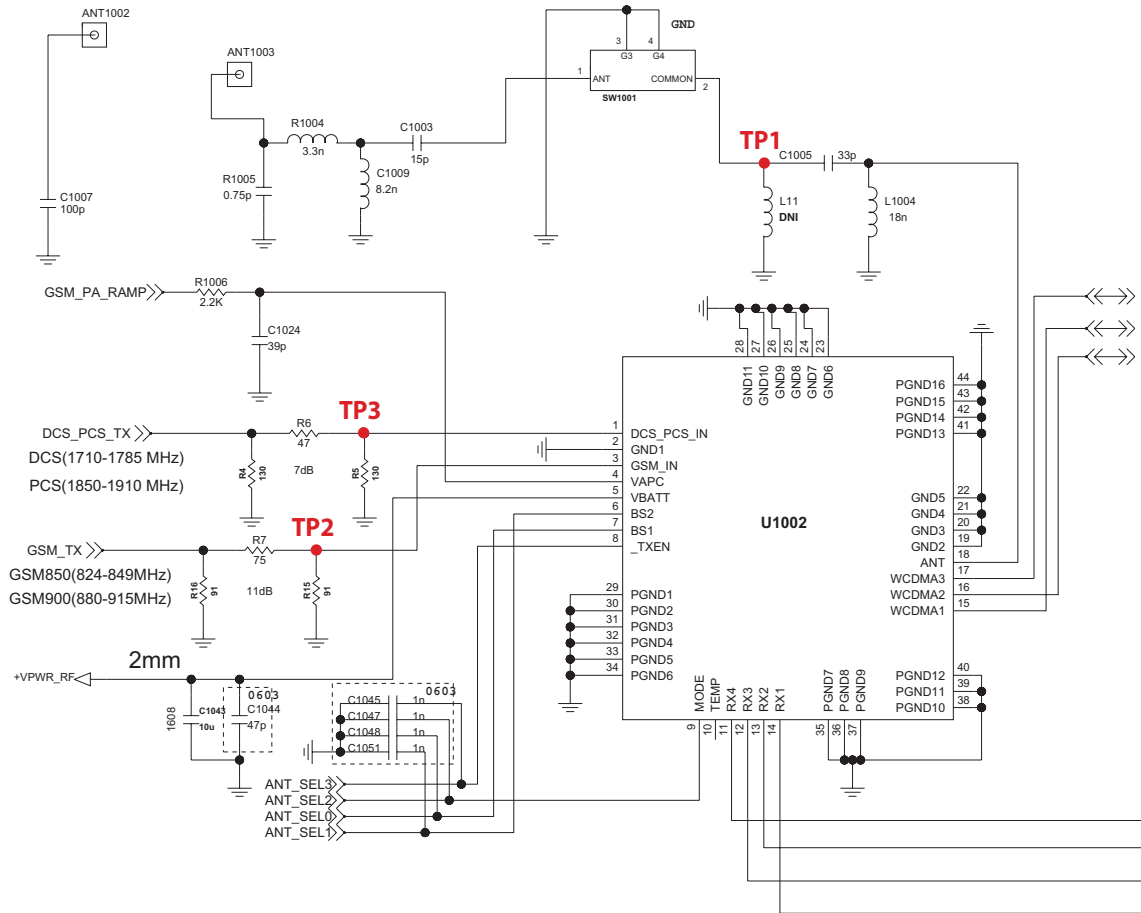 ANT1002
ANT1003
GND
3 4
G3 G4
1 ANT COMMON 2
SW1001
R1004
3.3n
C1003
15p
TP1
C1005 33p
C1007
100p
R1005
0.75p
C1009
8.2n
L11
DNI
L1004
18n
GSM_PA_RAMP
R1006
2.2K
C1024
39p
28 27 26 25 24 23
GND11 GND10 GND9 GND8 GND7 GND6
DCS_PCS_TX
DCS(1710-1785 MHz)
PCS(1850-1910 MHz)
R6
47
TP3
R4
130
7dB
R5
130
GSM_TX
GSM850(824-849MHz)
GSM900(880-915MHz)
R7
75
TP2
R16
91
11dB
R15
91
1 DCS_PCS_IN
2 GND1
3 GSM_IN
4 VAPC
5 VBATT
6 BS2
7 BS1
8 _TXEN
29 PGND1
30 PGND2
31 PGND3
32 PGND4
33 PGND5
34 PGND6
U1002
PGND16 44
PGND15 43
PGND14 42
PGND13 41
GND5 22
GND4 21
GND3 20
GND2 19
ANT 18
WCDMA3 17
WCDMA2 16
WCDMA1 15
PGND12 40
PGND11 39
PGND10 38
MODE TEMP RX4 RX3 RX2 RX1
9 10 11 12 13 14
PGND7 PGND8 PGND9
35 36 37
+VPWR_RF
2mm
1608
C1043
10u
0603
C1044
47p
0603
C1045 1n
C1047 1n
C1048 1n
C1051 1n
ANT_SEL3
ANT_SEL2
ANT_SEL0
ANT_SEL1